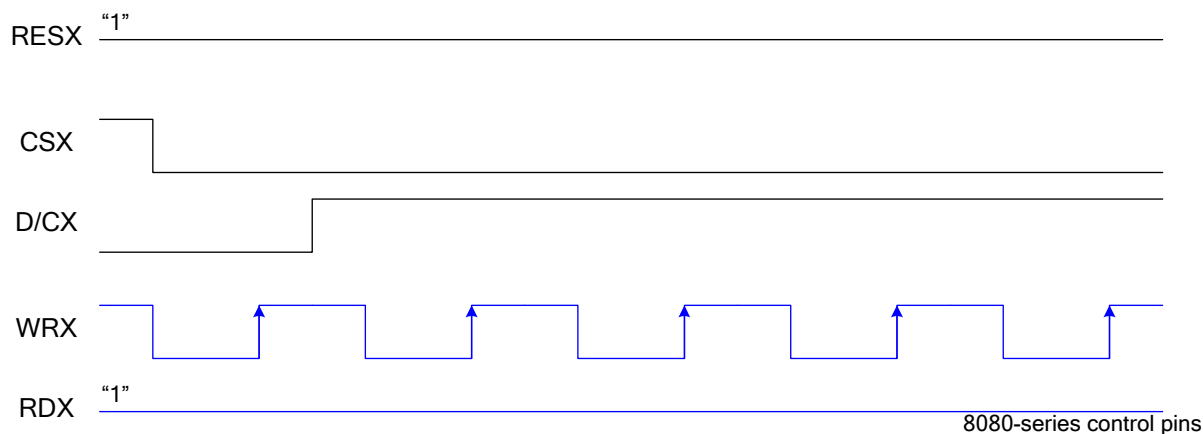 “1”
RESX
CSX
D/CX
WRX
“1”
RDX
8080-series control pins